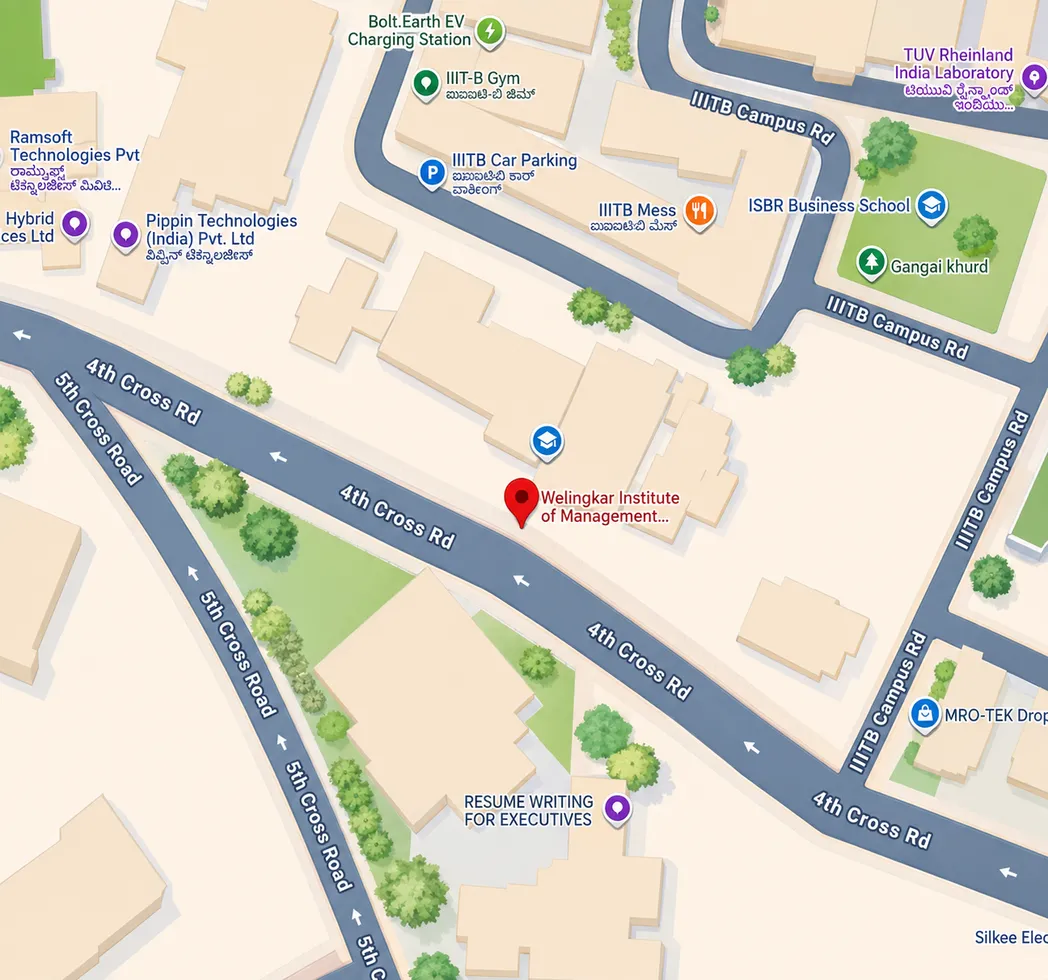 Bolt.Earth EV
Charging Station
IIIT-B Gym
ಐಐಐಟಿ-ಬಿ ಜಿಮ್
TUV Rheinland
India Laboratory
IIITB Campus Rd
Ramsoft
Technologies Pvt
IIITB Car Parking
ಐಐಐಟಿಬಿ ಕಾರ್
ISBR Business School
IIITB Mess
ಐಐಐಟಿಬಿ ಮೆಸ್
Hybrid
ces Ltd
Pippin Technologies
(India) Pvt. Ltd
Gangai khurd
IIITB Campus Rd
4th Cross Rd
5th Cross Road
IIITB Campus Rd
4th Cross Rd
Welingkar Institute
of Management...
5th Cross Road
4th Cross Rd
IIITB Campus Rd
MRO-TEK Drop
5th Cross Road
RESUME WRITING
FOR EXECUTIVES
4th Cross Rd
Silkee Elec
5th C